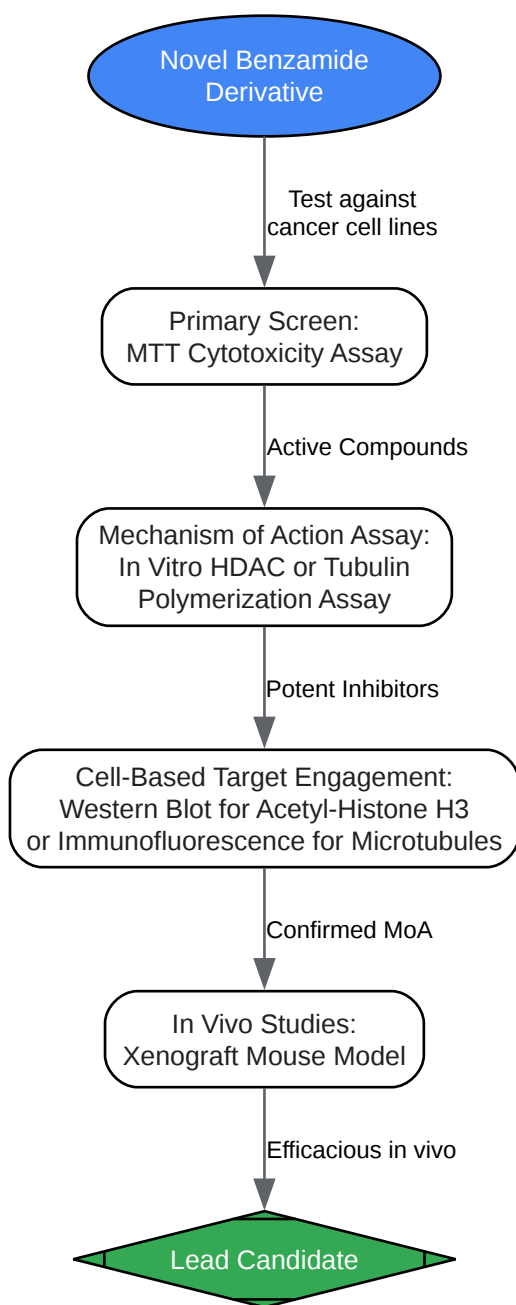 Novel Benzamide
Derivative
Test against
cancer cell lines
Primary Screen:
MTT Cytotoxicity Assay
Active Compounds
Mechanism of Action Assay:
In Vitro HDAC or Tubulin
Polymerization Assay
Potent Inhibitors
Cell-Based Target Engagement:
Western Blot for Acetyl-Histone H3
or Immunofluorescence for Microtubules
Confirmed MoA
In Vivo Studies:
Xenograft Mouse Model
Efficacious in vivo
Lead Candidate